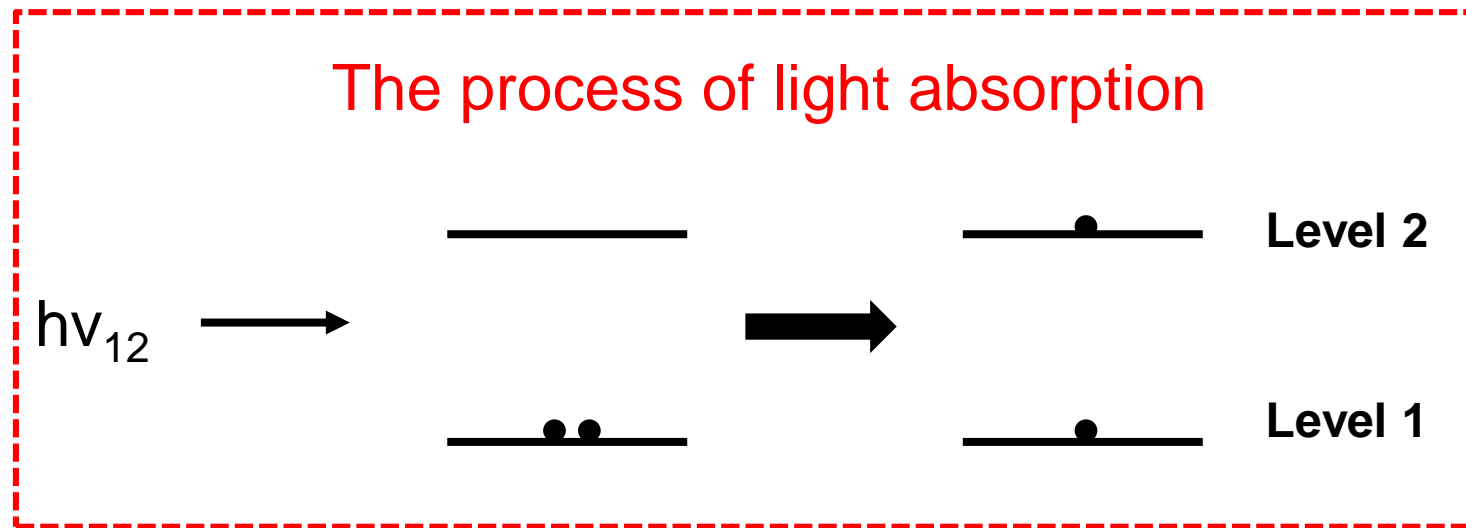 The process of light absorption
Level 2
hv₁₂
Level 1